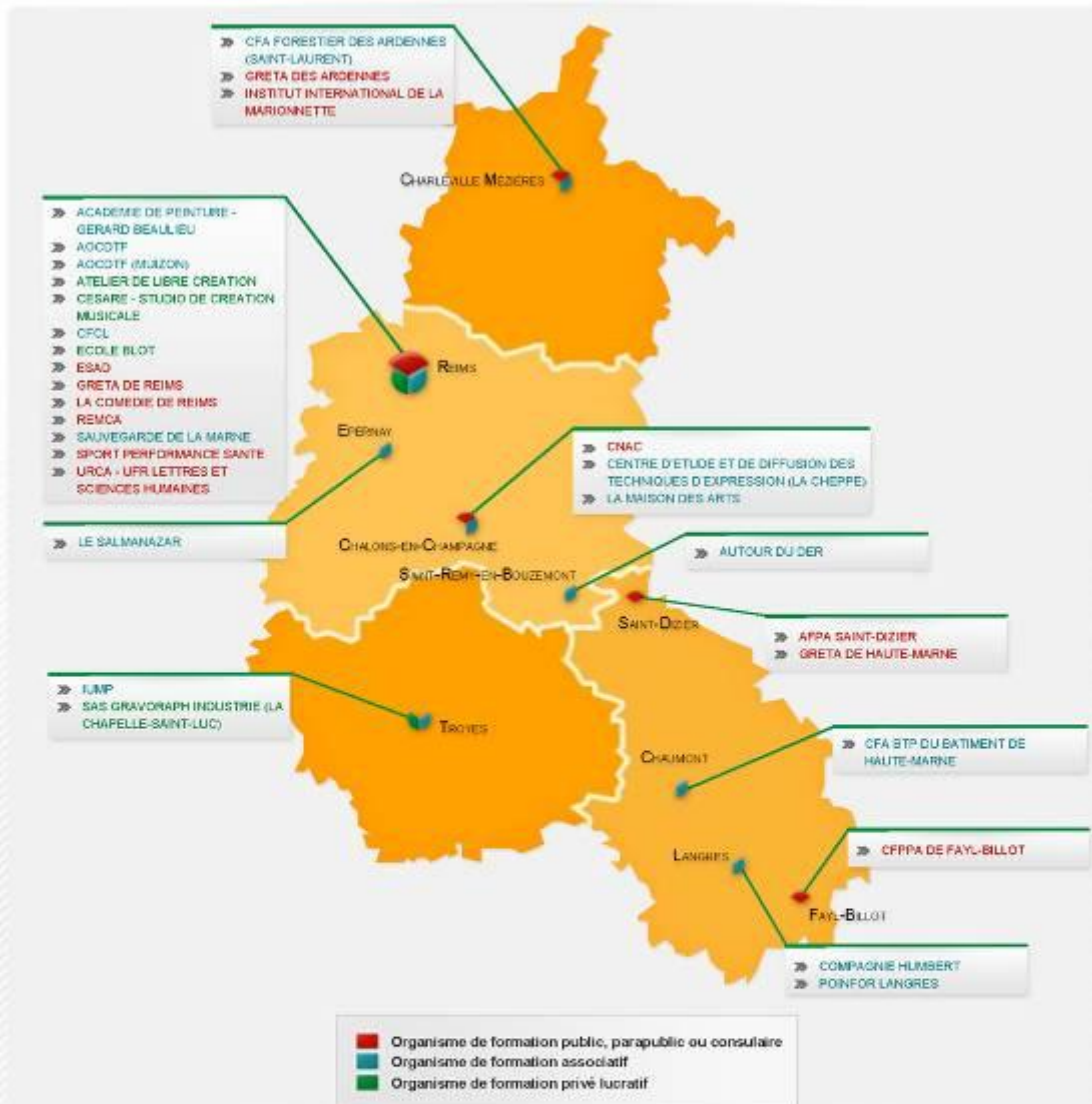 CFA FORESTIER DES ARDENNES
(SAINT-LAURENT)
GRETA DES ARDENNES
INSTITUT INTERNATIONAL DE LA
MARIONNETTE
CHARLEVILLE MÉZIÈRES
ACADEMIE DE PEINTURE -
GERARD BEAULIEU
AOCDTF
AOCDTF (MUIZON)
ATELIER DE LIBRE CREATION
CESARE - STUDIO DE CREATION
MUSICALE
CFCL
ECOLE BLOT
ESAD
GRETA DE REIMS
LA COMEDIE DE REIMS
REMCA
SAUVEGARDE DE LA MARNE
SPORT PERFORMANCE SANTE
URCA - UFR LETTRES ET
SCIENCES HUMAINES
REIMS
EPERNAY
CNAC
CENTRE D'ETUDE ET DE DIFFUSION DES
TECHNIQUES D'EXPRESSION (LA CHEPPE)
LA MAISON DES ARTS
LE SALMANAZAR
CHALONS-EN-CHAMPAGNE
AUTOUR DU DER
SAINT-REMY-EN-BOUZEMONT
SAINT-DIZIER
AFPA SAINT-DIZIER
GRETA DE HAUTE-MARNE
IUMP
SAS GRAVOGRAPH INDUSTRIE (LA
CHAPELLE-SAINT-LUC)
TROYES
CHAUMONT
CFA BTP DU BATIMENT DE
HAUTE-MARNE
LANGRES
CFPPA DE FAYL-BILLOT
FAYL-BILLOT
COMPAGNIE HUMBERT
POINFOR LANGRES
Organisme de formation public, parapublic ou consulaire
Organisme de formation associatif
Organisme de formation privé lucratif